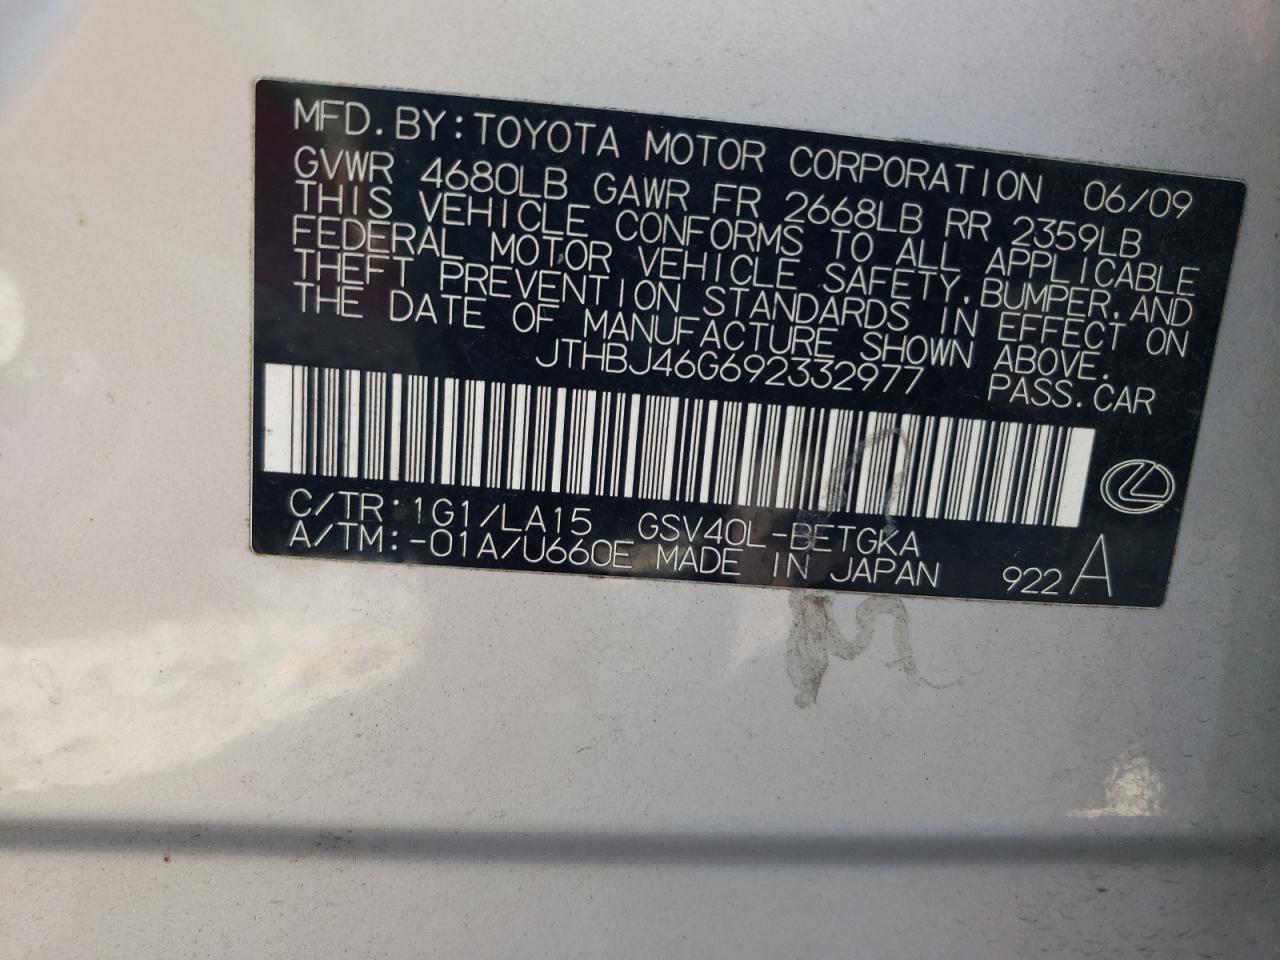 MFD. BY: TOYOTA MOTOR CORPORATION 06/09
GVWR 4680LB GAWR FR 2668LB RR 2359LB
THIS VEHICLE CONFORMS TO ALL APPLICABLE
FEDERAL MOTOR VEHICLE SAFETY, BUMPER, AND
THEFT PREVENTION STANDARDS IN EFFECT ON
THE DATE OF MANUFACTURE SHOWN ABOVE.
JTHBJ46G692332977 PASS. CAR
C/TR: 1G1/LA15 GSV40L-BETGKA
A/TM: -01A/U660E MADE IN JAPAN 922 A